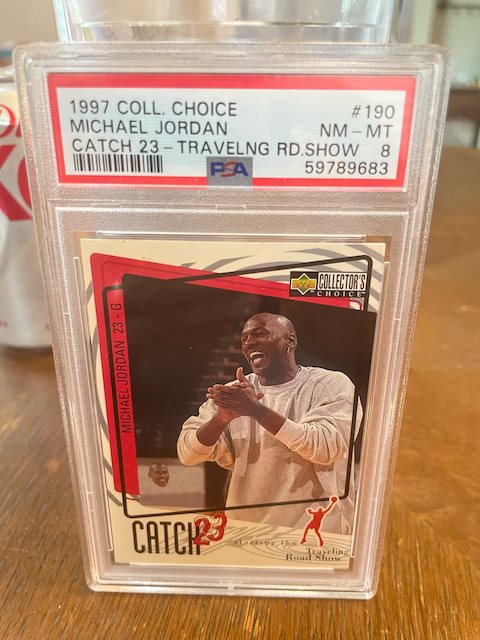 1997 COLL. CHOICE #190
MICHAEL JORDAN NM - MT
CATCH 23 - TRAVELNG RD.SHOW 8
PSA 59789683
COLLECTOR'S
CHOICE
MICHAEL JORDAN 23 - G
CATCH 23
starring the
Traveling
Road Show